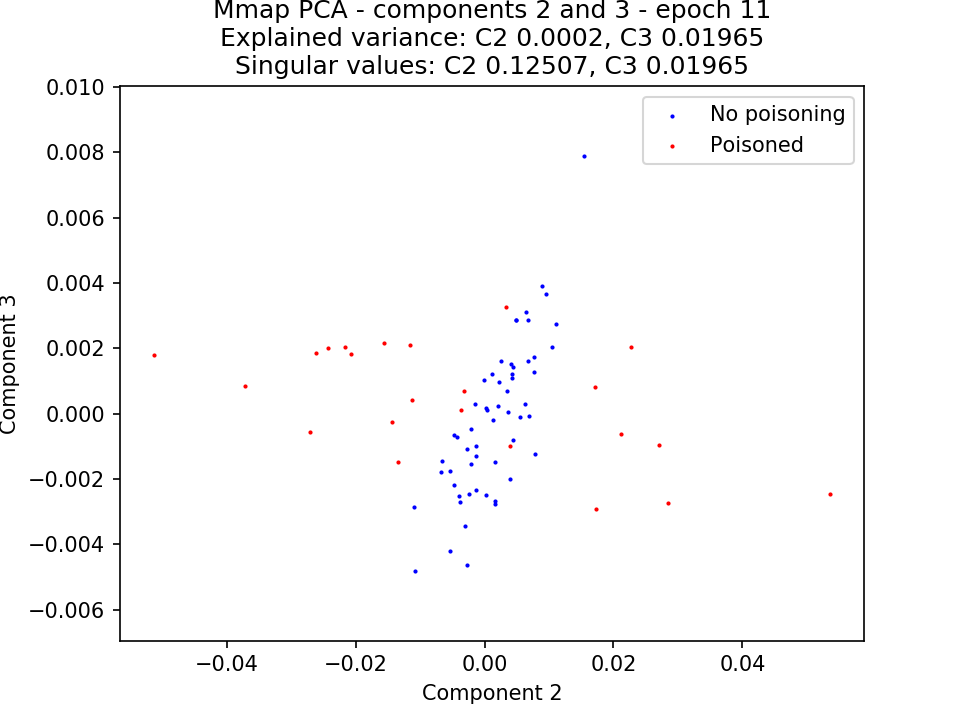 Mmap PCA - components 2 and 3 - epoch 11
Explained variance: C2 0.0002, C3 0.01965
Singular values: C2 0.12507, C3 0.01965
No poisoning
Poisoned
0.010
0.008
0.006
0.004
0.002
0.000
−0.002
−0.004
−0.006
Component 3
−0.04
−0.02
0.00
0.02
0.04
Component 2